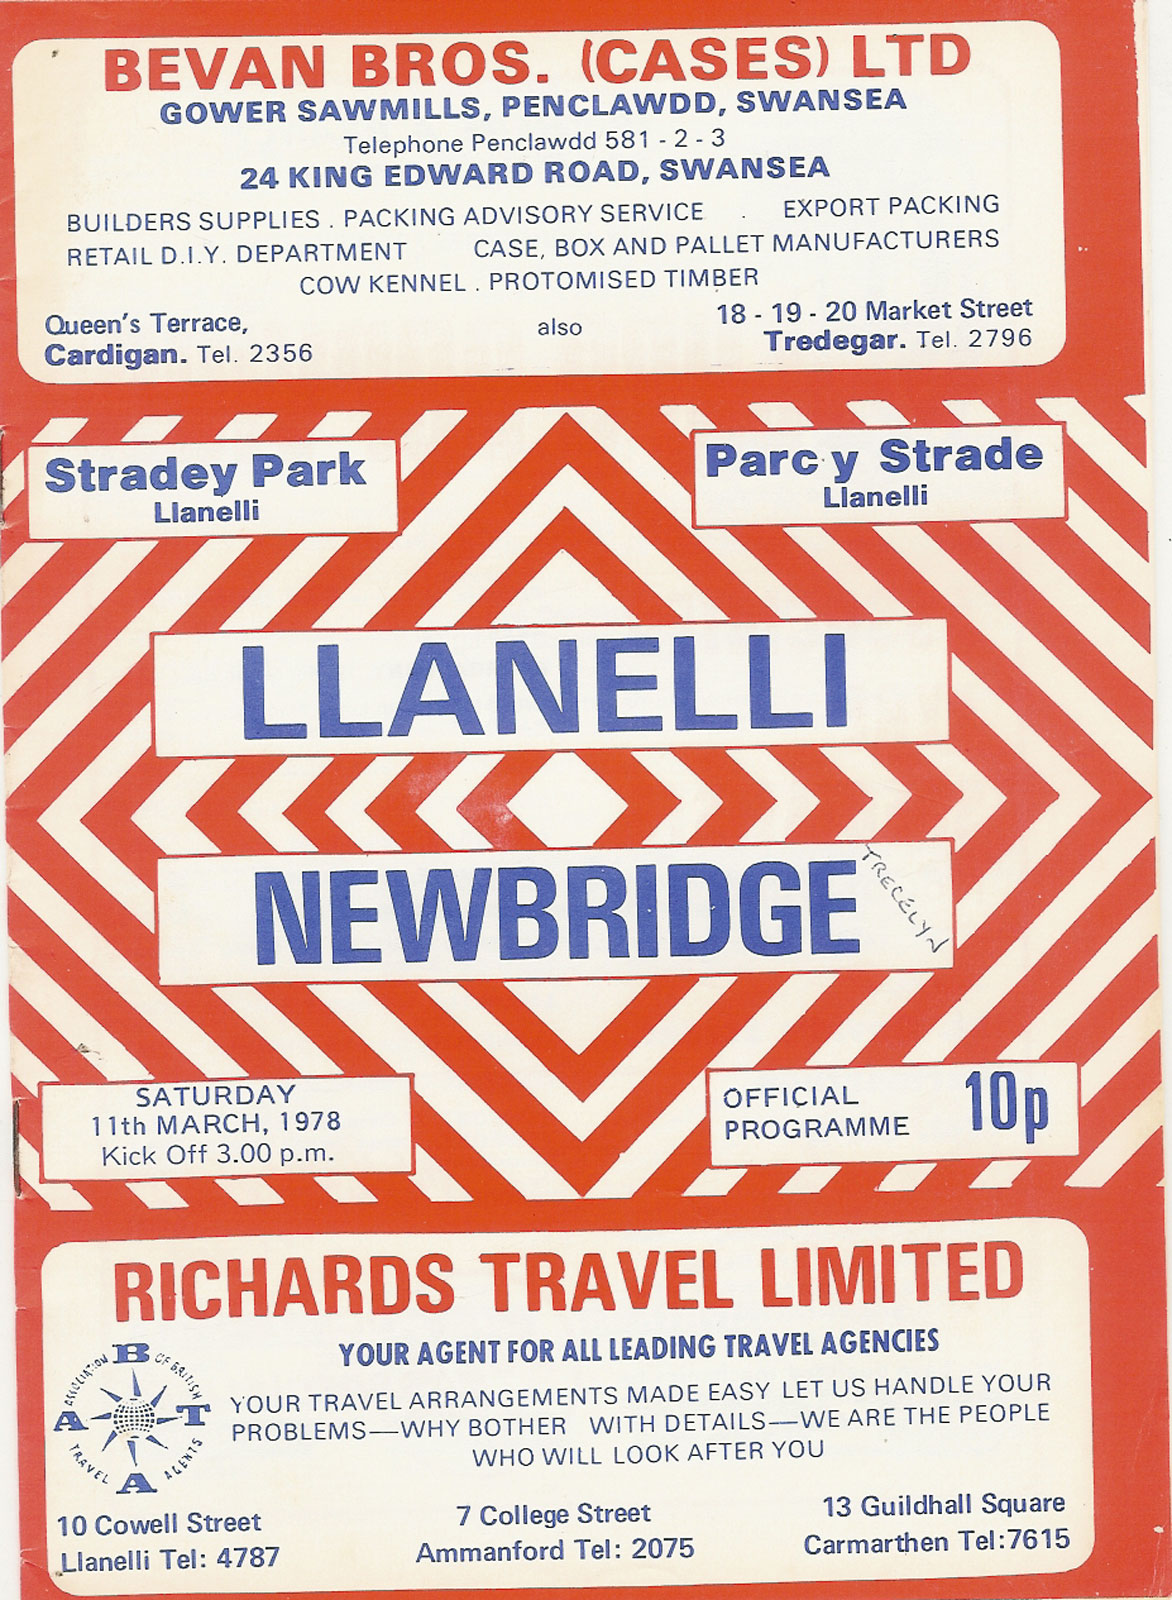 BEVAN BROS. (CASES) LTD
GOWER SAWMILLS, PENCLAWDD, SWANSEA
Telephone Penclawdd 581 - 2 - 3
24 KING EDWARD ROAD, SWANSEA
BUILDERS SUPPLIES . PACKING ADVISORY SERVICE . EXPORT PACKING
RETAIL D.I.Y. DEPARTMENT CASE, BOX AND PALLET MANUFACTURERS
COW KENNEL . PROTOMISED TIMBER
Queen's Terrace,
Cardigan. Tel. 2356
also
18 - 19 - 20 Market Street
Tredegar. Tel. 2796
Stradey Park
Llanelli
Parc y Strade
Llanelli
LLANELLI
NEWBRIDGE
TRECELYN
SATURDAY
11th MARCH, 1978
Kick Off 3.00 p.m.
OFFICIAL
PROGRAMME
10p
RICHARDS TRAVEL LIMITED
YOUR AGENT FOR ALL LEADING TRAVEL AGENCIES
ASSOCIATION OF BRITISH TRAVEL AGENTS
A B T A
YOUR TRAVEL ARRANGEMENTS MADE EASY LET US HANDLE YOUR
PROBLEMS—WHY BOTHER WITH DETAILS—WE ARE THE PEOPLE
WHO WILL LOOK AFTER YOU
10 Cowell Street
Llanelli Tel: 4787
7 College Street
Ammanford Tel: 2075
13 Guildhall Square
Carmarthen Tel:7615